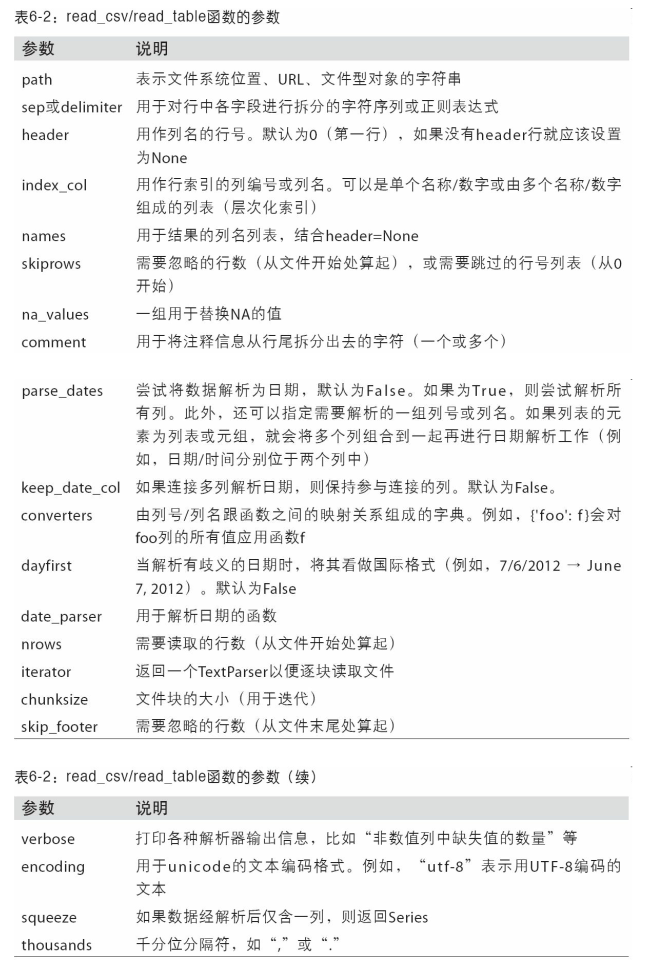 表6-2：read_csv/read_table函数的参数
参数 说明
path 表示文件系统位置、URL、文件型对象的字符串
sep或delimiter 用于对行中各字段进行拆分的字符序列或正则表达式
header 用作列名的行号。默认为0（第一行），如果没有header行就应该设置
为None
index_col 用作行索引的列编号或列名。可以是单个名称/数字或由多个名称/数字
组成的列表（层次化索引）
names 用于结果的列名列表，结合header=None
skiprows 需要忽略的行数（从文件开始处算起），或需要跳过的行号列表（从0
开始）
na_values 一组用于替换NA的值
comment 用于将注释信息从行尾拆分出去的字符（一个或多个）
parse_dates 尝试将数据解析为日期，默认为False。如果为True，则尝试解析所
有列。此外，还可以指定需要解析的一组列号或列名。如果列表的元
素为列表或元组，就会将多个列组合到一起再进行日期解析工作（例
如，日期/时间分别位于两个列中）
keep_date_col 如果连接多列解析日期，则保持参与连接的列。默认为False。
converters 由列号/列名跟函数之间的映射关系组成的字典。例如，{'foo': f}会对
foo列的所有值应用函数f
dayfirst 当解析有歧义的日期时，将其看做国际格式（例如，7/6/2012 → June
7, 2012）。默认为False
date_parser 用于解析日期的函数
nrows 需要读取的行数（从文件开始处算起）
iterator 返回一个TextParser以便逐块读取文件
chunksize 文件块的大小（用于迭代）
skip_footer 需要忽略的行数（从文件末尾处算起）
表6-2：read_csv/read_table函数的参数（续）
参数 说明
verbose 打印各种解析器输出信息，比如“非数值列中缺失值的数量”等
encoding 用于unicode的文本编码格式。例如，“utf-8”表示用UTF-8编码的
文本
squeeze 如果数据经解析后仅含一列，则返回Series
thousands 千分位分隔符，如“,”或“.”